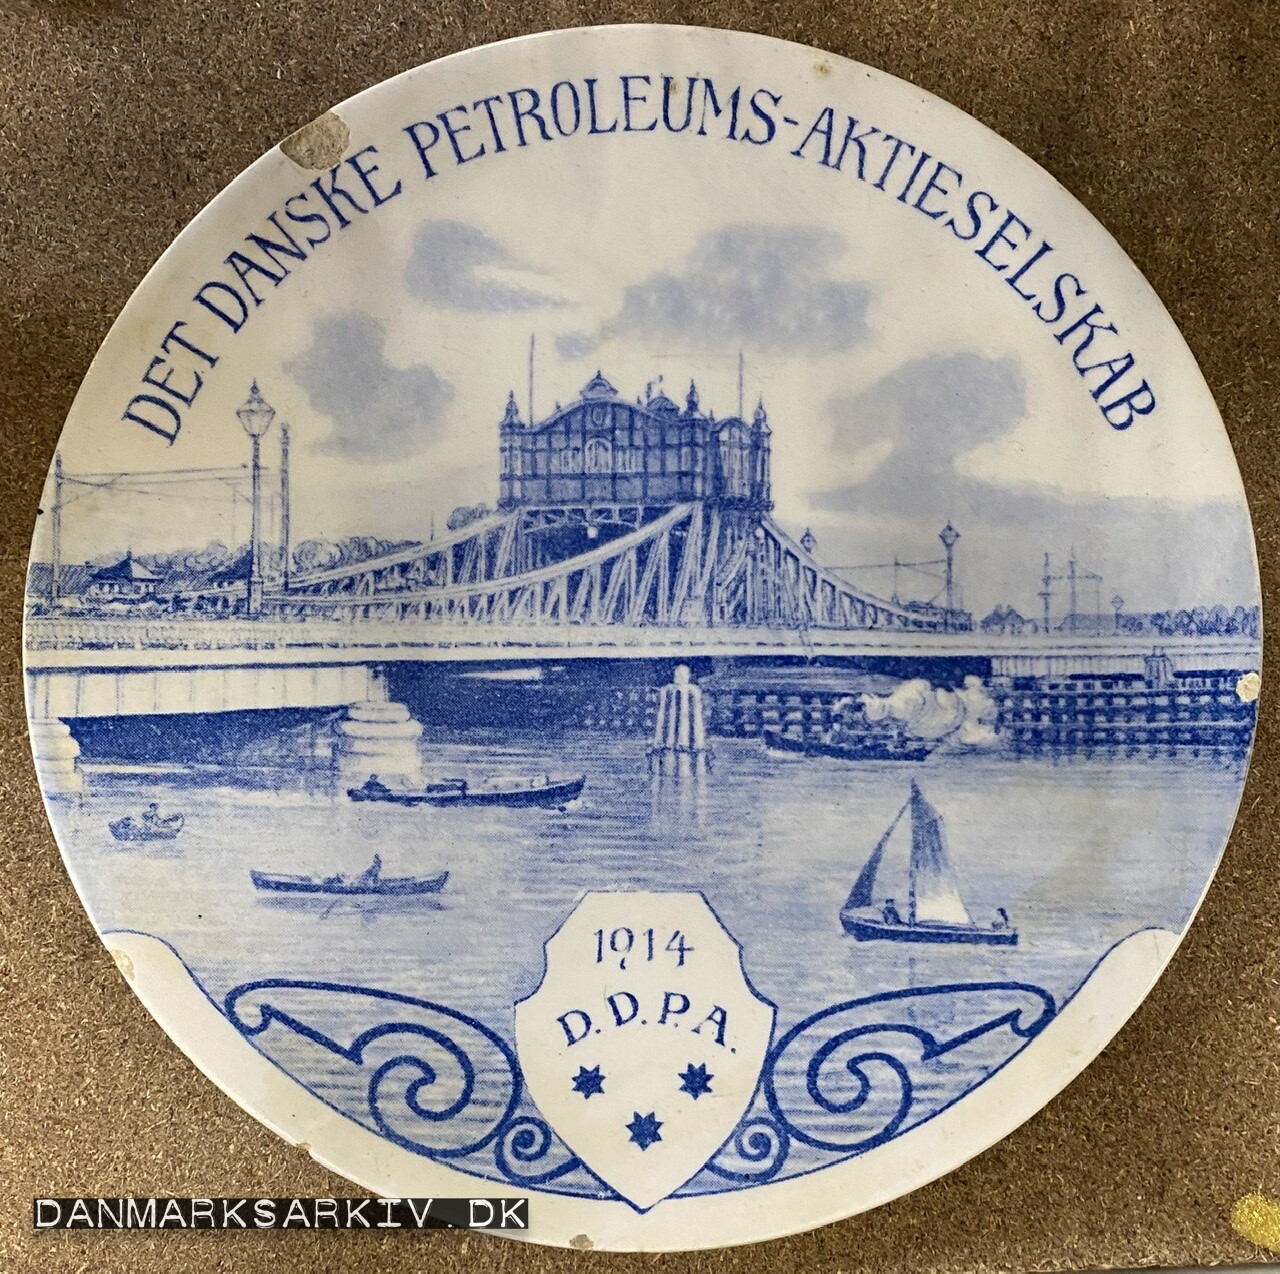 DET DANSKE PETROLEUMS-AKTIESELSKAB
1914
D.D.P.A.
DANMARKSARKIV.DK